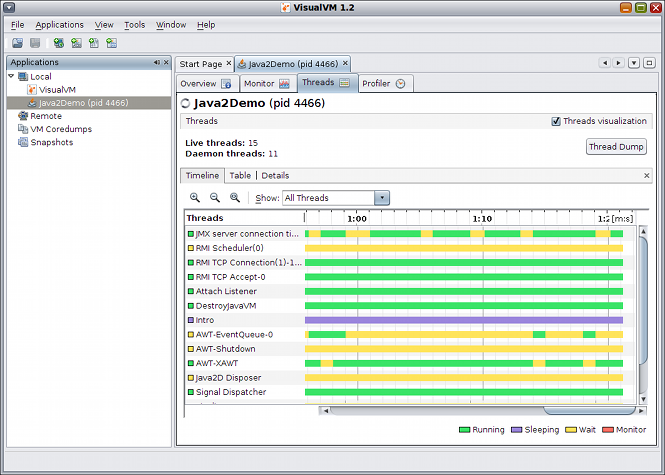 VisualVM 1.2
File Applications View Tools Window Help
Applications
Local
VisualVM
Java2Demo (pid 4466)
Remote
VM Coredumps
Snapshots
Start Page Java2Demo (pid 4466)
Overview Monitor Threads Profiler
Java2Demo (pid 4466)
Threads Threads visualization
Live threads: 15
Daemon threads: 11
Thread Dump
Timeline Table Details
Show: All Threads
Threads 1:00 1:10 1:2 [m:s]
JMX server connection ti...
RMI Scheduler(0)
RMI TCP Connection(1)-1...
RMI TCP Accept-0
Attach Listener
DestroyJavaVM
Intro
AWT-EventQueue-0
AWT-Shutdown
AWT-XAWT
Java2D Disposer
Signal Dispatcher
Running Sleeping Wait Monitor